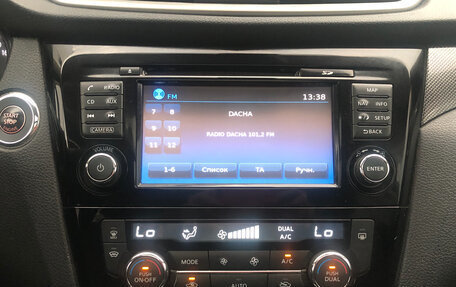 RADIO
CD AUX
CAMERA
VOLUME
START
STOP
FM 13:38
DACHA
7 8
9 10
11 12
RADIO DACHA 101,2 FM
1-6 Список TA Ручн.
MAP
NAV INFO
SETUP
BACK
ENTER
Lo DUAL A/C Lo
MODE A/C
AUTO
PUSH
ON·OFF
PUSH
DUAL